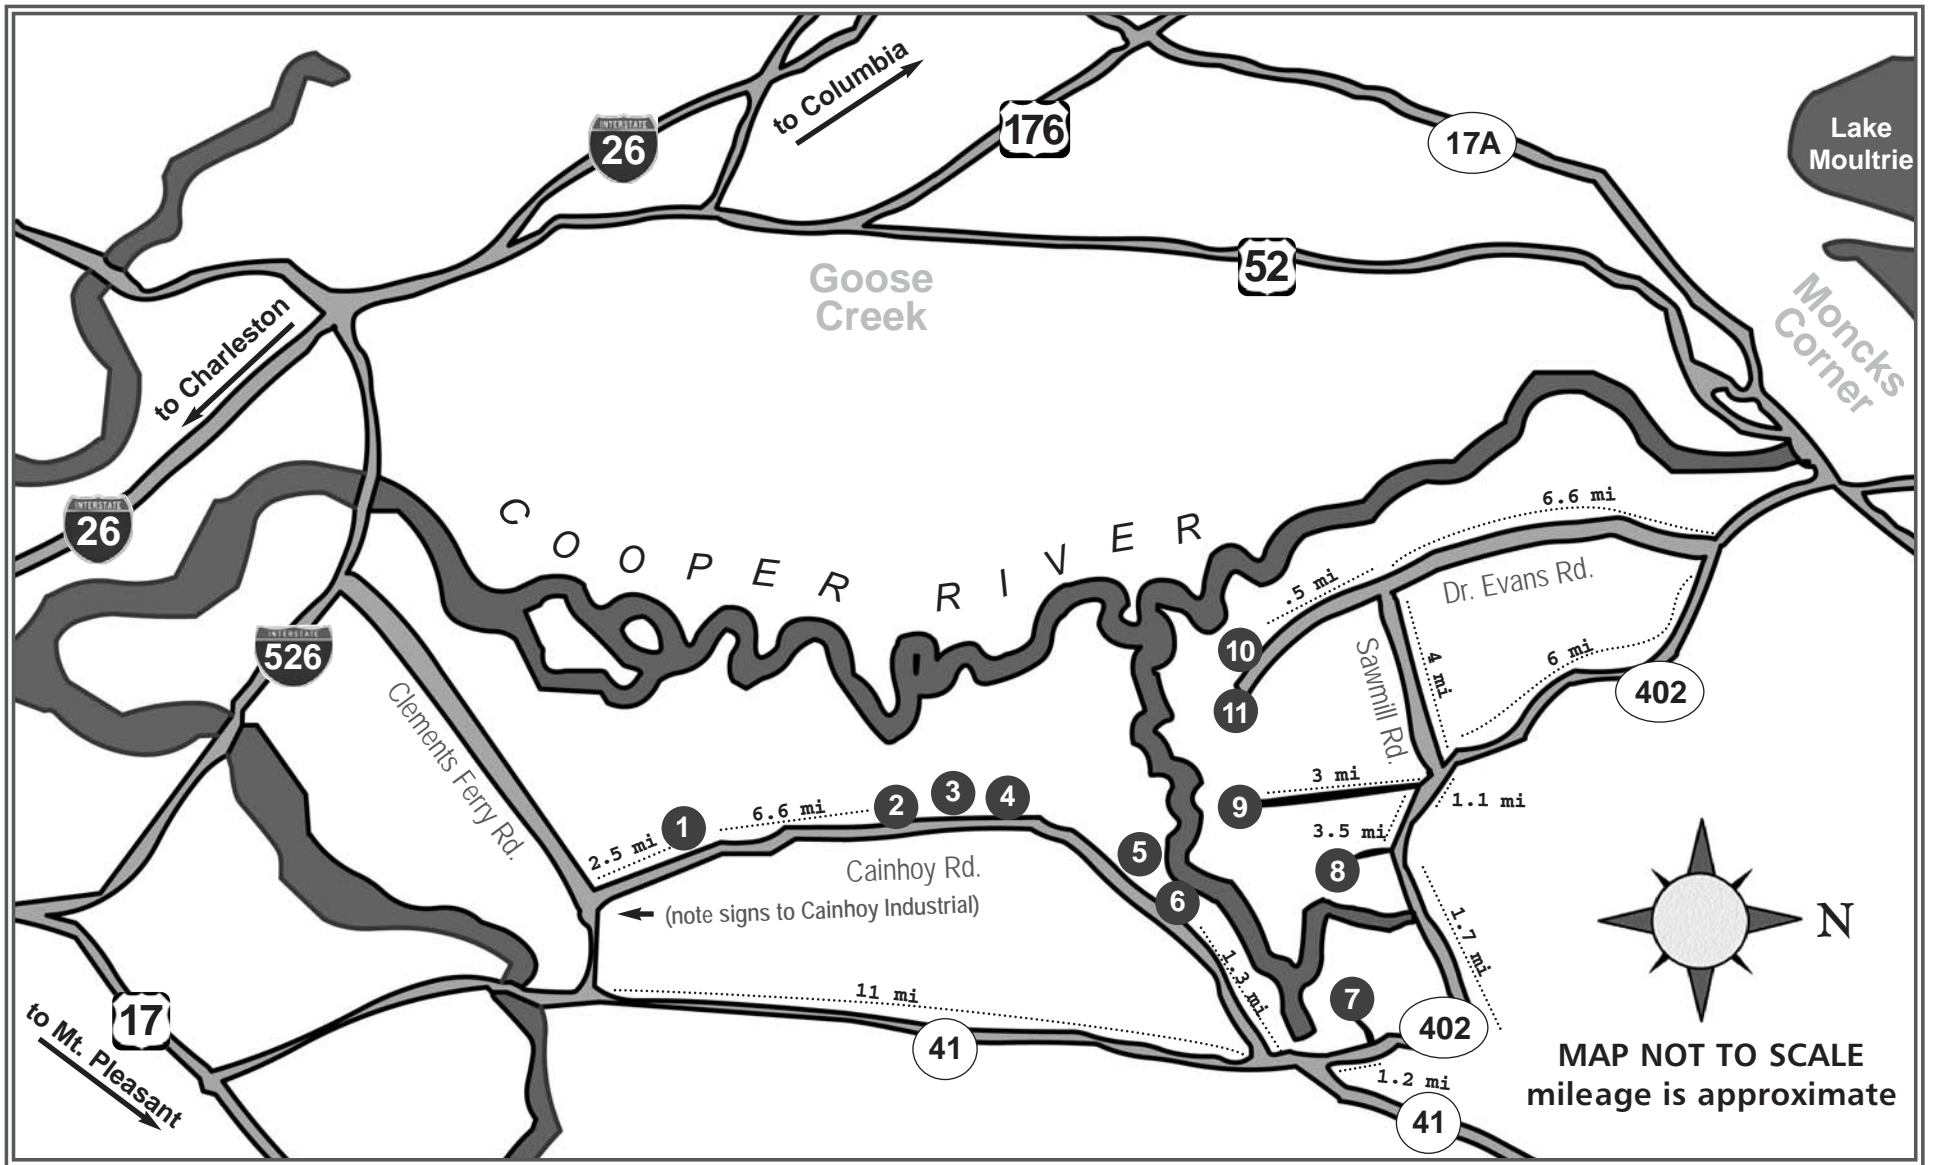 to Columbia
INTERSTATE
26
176
17A
Lake
Moultrie
52
Goose
Creek
Moncks
Corner
to Charleston
INTERSTATE
26
COOPER RIVER
6.6 mi
.5 mi
Dr. Evans Rd.
10
11
Sawmill Rd.
4 mi
6 mi
402
INTERSTATE
526
Clements Ferry Rd.
2.5 mi
1
6.6 mi
2
3
4
Cainhoy Rd.
(note signs to Cainhoy Industrial)
5
6
9
3 mi
1.1 mi
3.5 mi
8
1.7 mi
1.3 mi
7
402
N
11 mi
41
17
to Mt. Pleasant
1.2 mi
41
MAP NOT TO SCALE
mileage is approximate